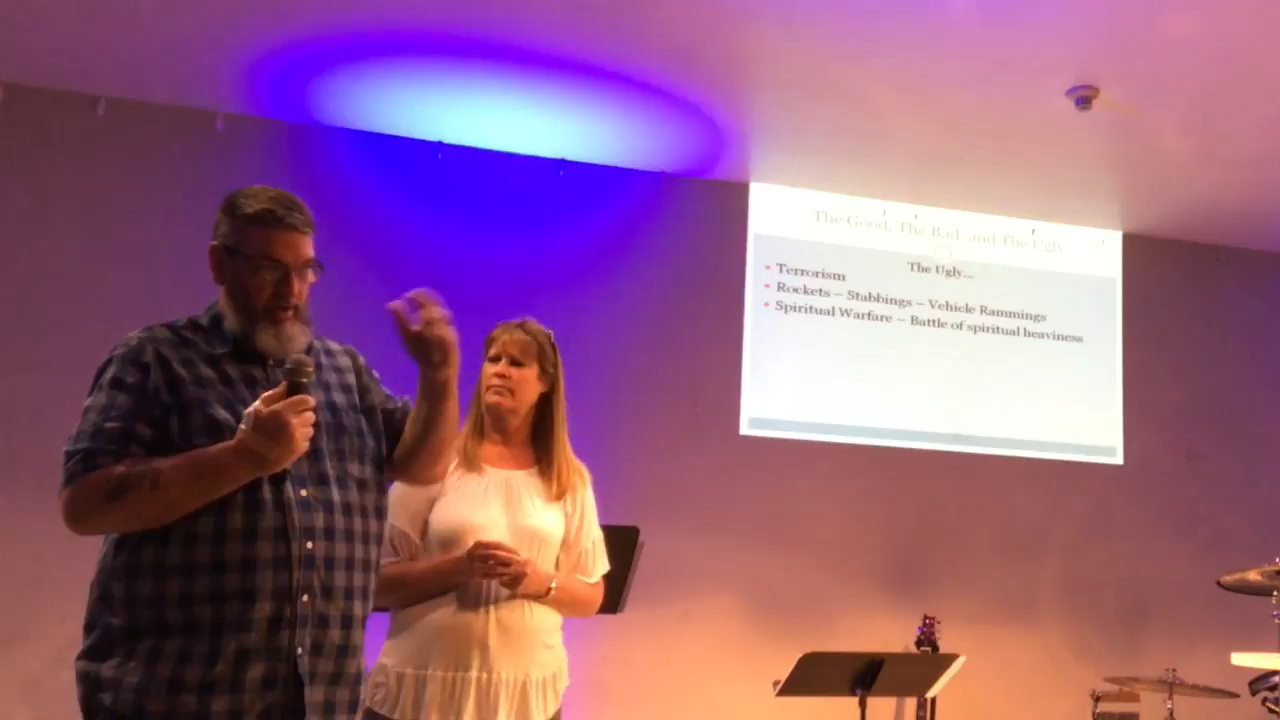 The Good, The Bad, and The Ugly
The Ugly...
• Terrorism
• Rockets – Stabbings – Vehicle Rammings
• Spiritual Warfare – Battle of spiritual heaviness